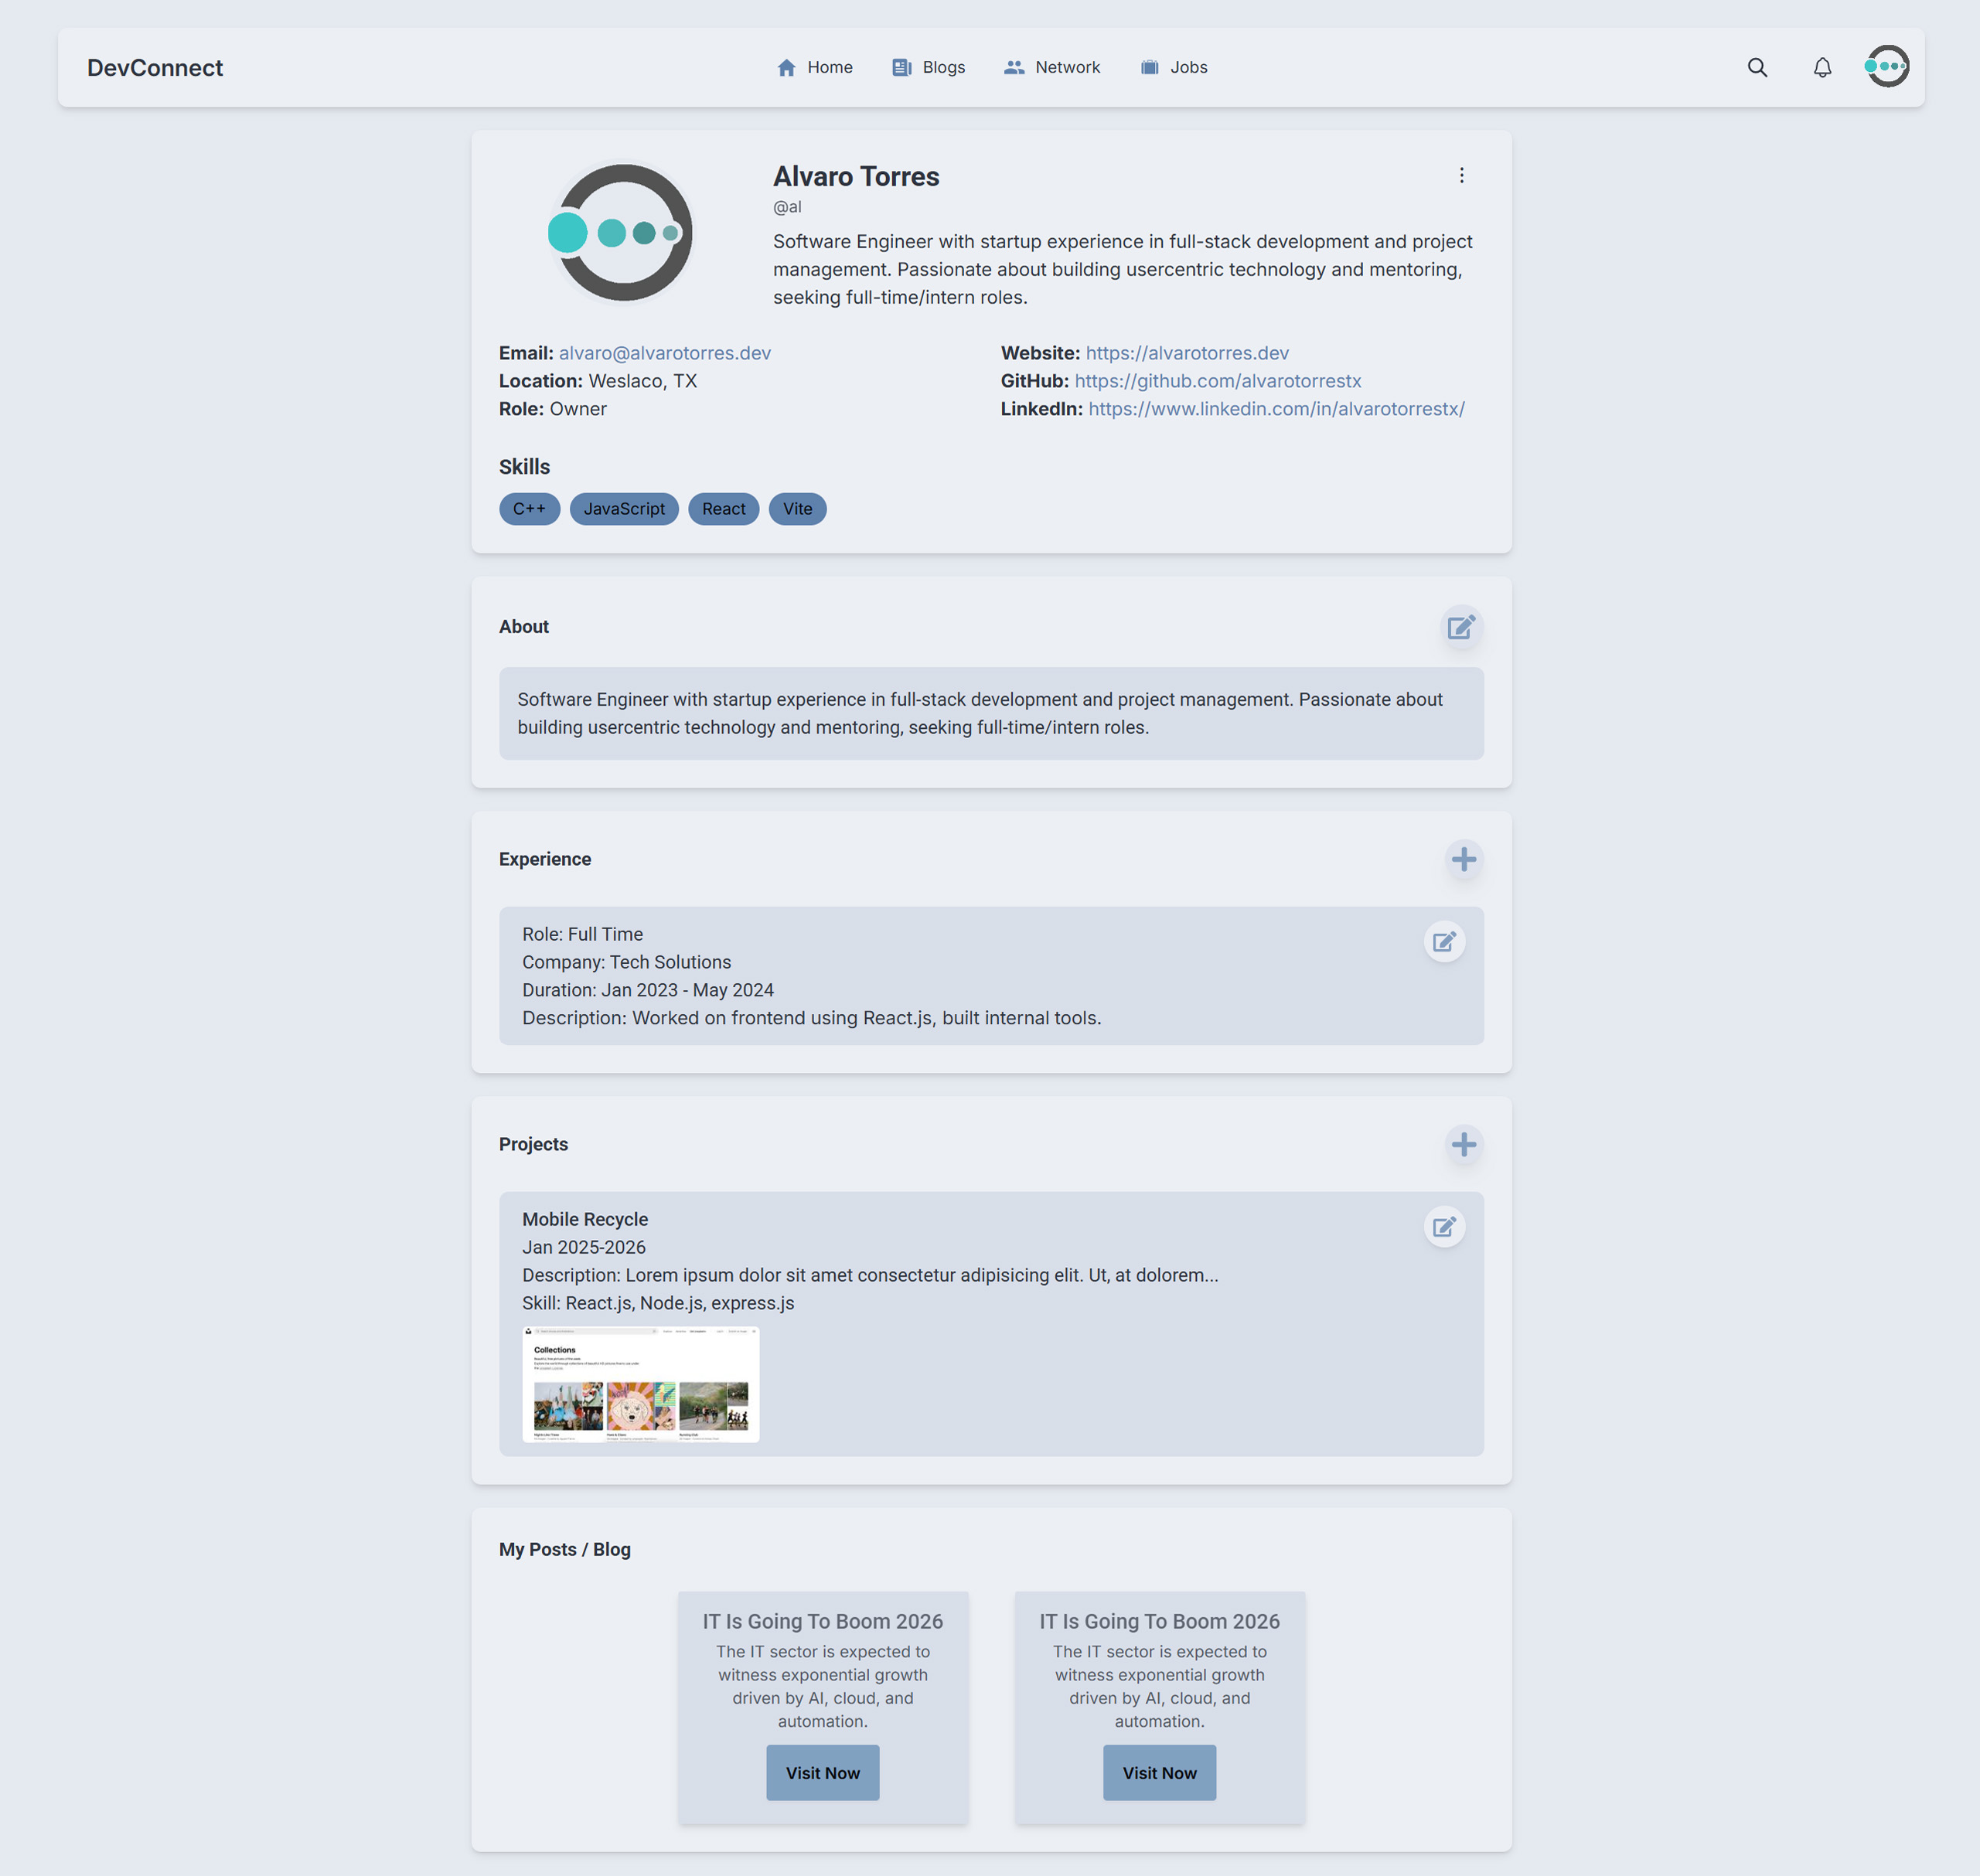 DevConnect
Home
Blogs
Network
Jobs
Alvaro Torres
@al
Software Engineer with startup experience in full-stack development and project
management. Passionate about building usercentric technology and mentoring,
seeking full-time/intern roles.
Email: alvaro@alvarotorres.dev
Location: Weslaco, TX
Role: Owner
Website: https://alvarotorres.dev
GitHub: https://github.com/alvarotorrestx
LinkedIn: https://www.linkedin.com/in/alvarotorrestx/
Skills
C++
JavaScript
React
Vite
About
Software Engineer with startup experience in full-stack development and project management. Passionate about
building usercentric technology and mentoring, seeking full-time/intern roles.
Experience
Role: Full Time
Company: Tech Solutions
Duration: Jan 2023 - May 2024
Description: Worked on frontend using React.js, built internal tools.
Projects
Mobile Recycle
Jan 2025-2026
Description: Lorem ipsum dolor sit amet consectetur adipisicing elit. Ut, at dolorem...
Skill: React.js, Node.js, express.js
Collections
My Posts / Blog
IT Is Going To Boom 2026
The IT sector is expected to
witness exponential growth
driven by AI, cloud, and
automation.
Visit Now
IT Is Going To Boom 2026
The IT sector is expected to
witness exponential growth
driven by AI, cloud, and
automation.
Visit Now